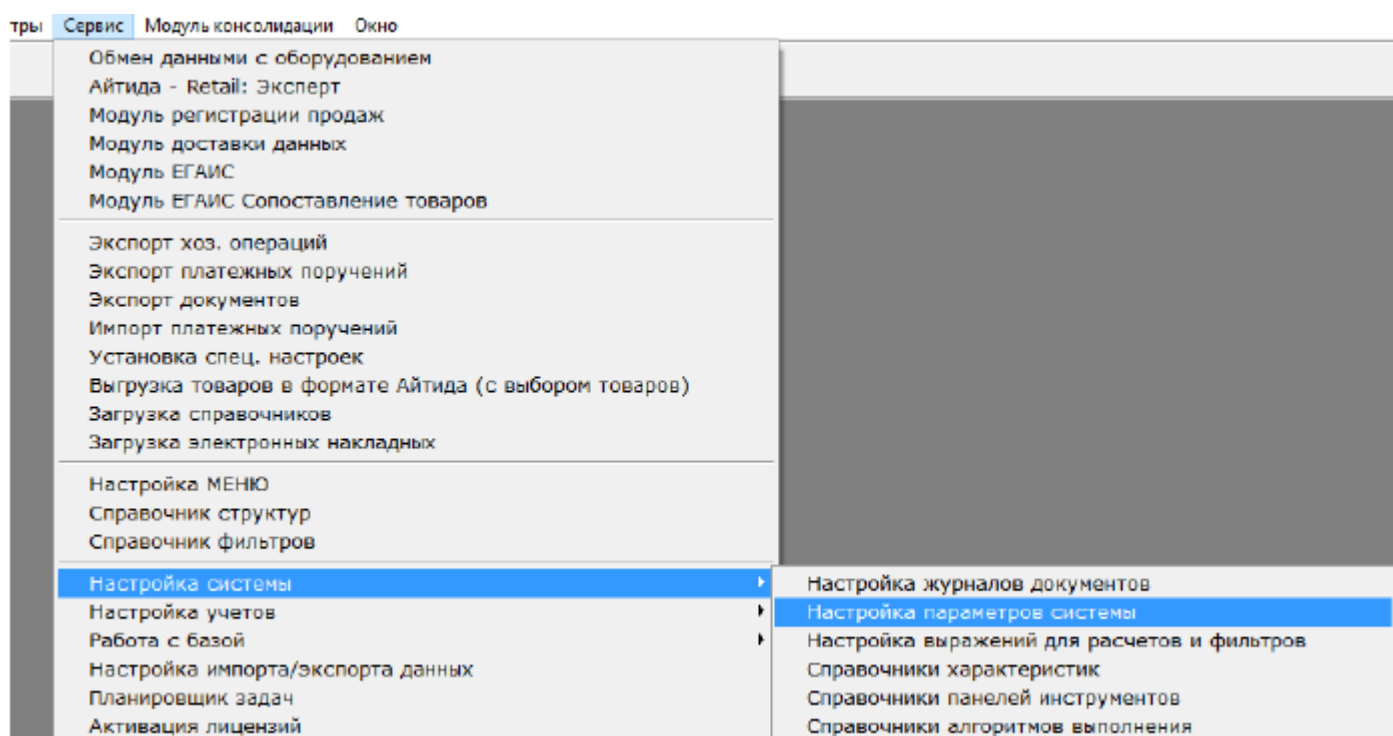 тры Сервис Модуль консолидации Окно
Обмен данными с оборудованием
Айтида - Retail: Эксперт
Модуль регистрации продаж
Модуль доставки данных
Модуль ЕГАИС
Модуль ЕГАИС Сопоставление товаров
Экспорт хоз. операций
Экспорт платежных поручений
Экспорт документов
Импорт платежных поручений
Установка спец. настроек
Выгрузка товаров в формате Айтида (с выбором товаров)
Загрузка справочников
Загрузка электронных накладных
Настройка МЕНЮ
Справочник структур
Справочник фильтров
Настройка системы
Настройка учетов
Работа с базой
Настройка импорта/экспорта данных
Планировщик задач
Активация лицензий
Настройка журналов документов
Настройка параметров системы
Настройка выражений для расчетов и фильтров
Справочники характеристик
Справочники панелей инструментов
Справочники алгоритмов выполнения